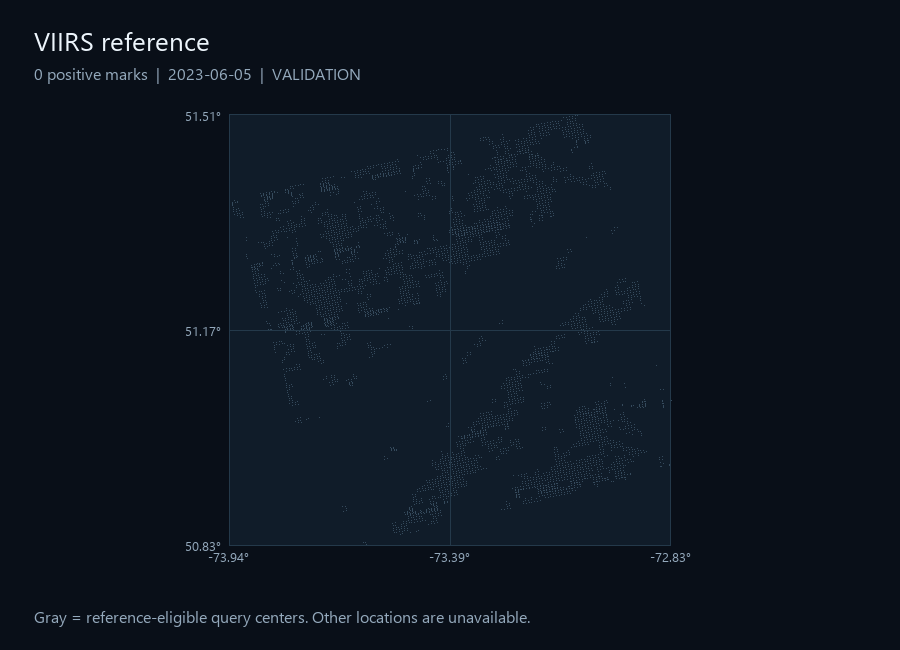 VIIRS reference
0 positive marks | 2023-06-05 | VALIDATION
51.51°
51.17°
50.83°
-73.94°
-73.39°
-72.83°
Gray = reference-eligible query centers. Other locations are unavailable.